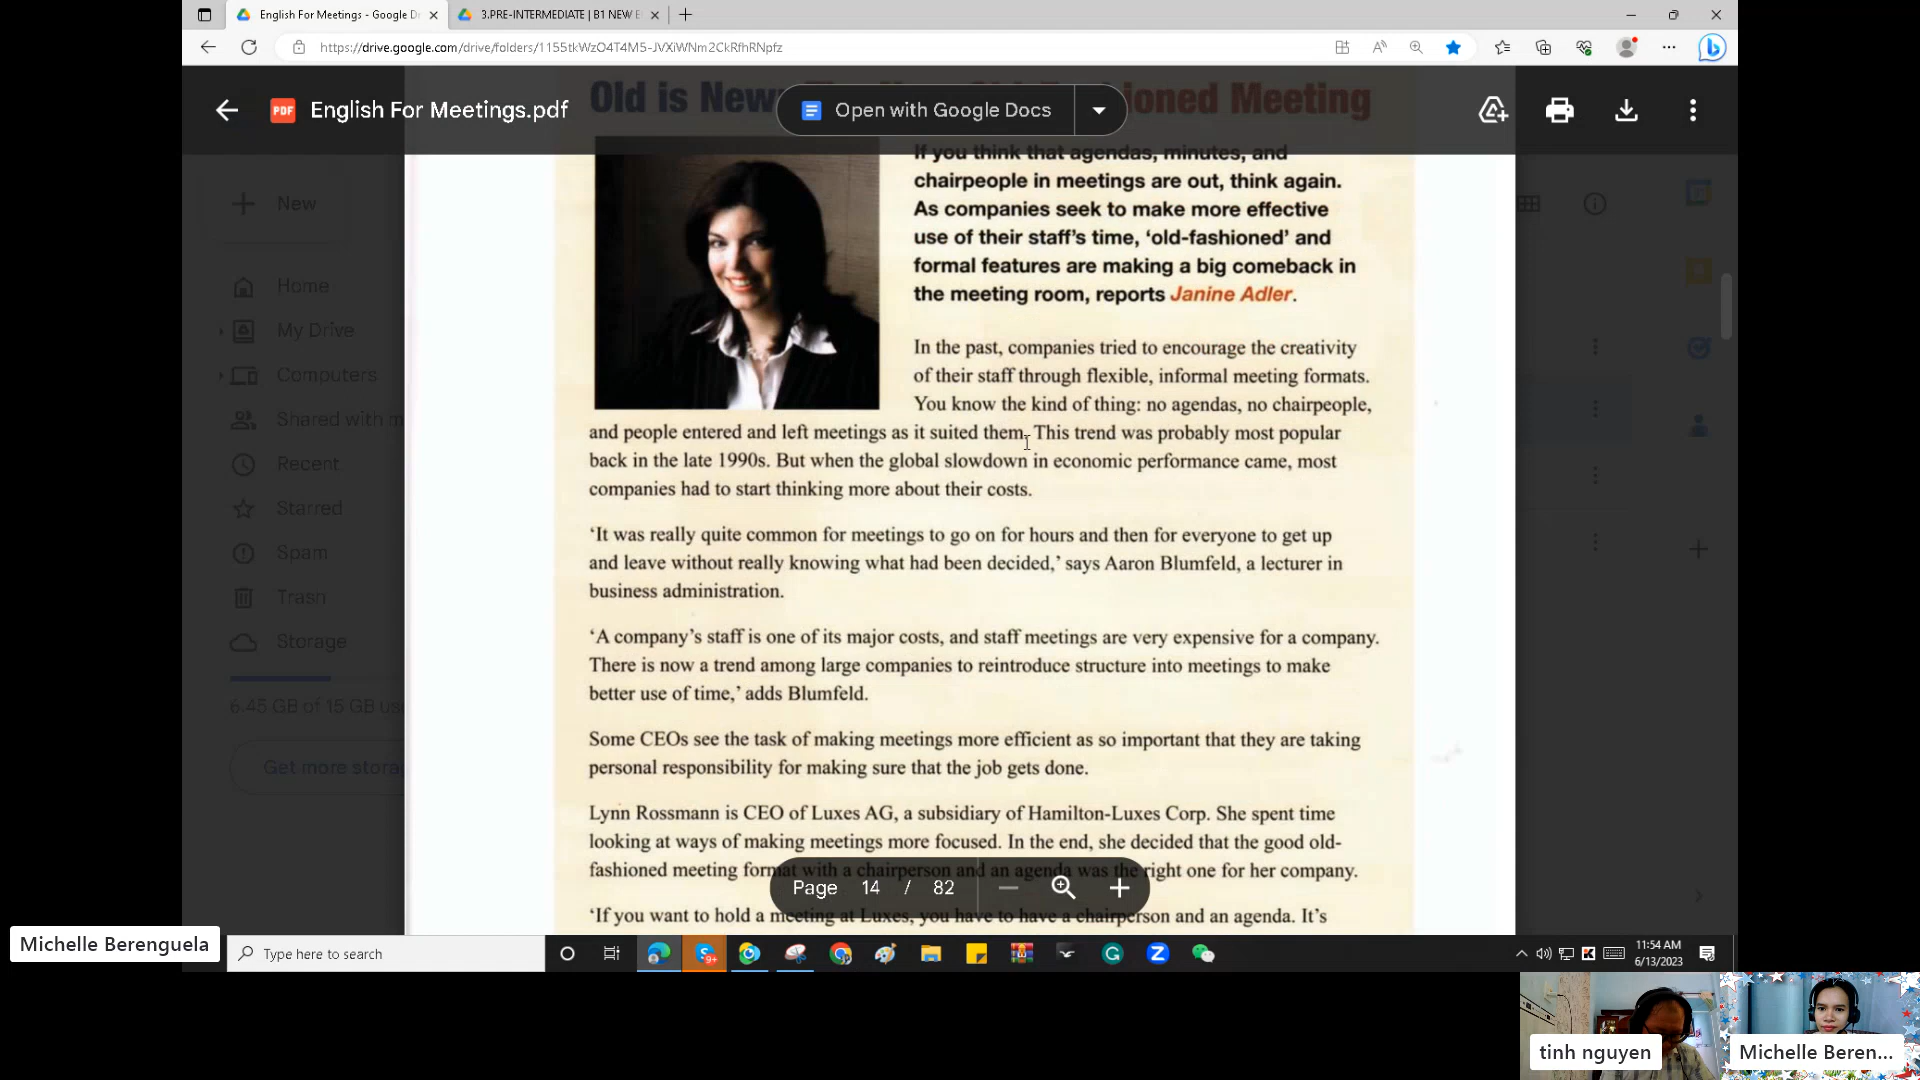 English For Meetings - Google Dr
3.PRE-INTERMEDIATE | B1 NEW E
https://drive.google.com/drive/folders/1155tkWzO4T4M5-JVXiWNm2CkRfhRNpfz
Old is New
ioned Meeting
PDF
English For Meetings.pdf
Open with Google Docs
If you think that agendas, minutes, and
chairpeople in meetings are out, think again.
As companies seek to make more effective
use of their staff's time, 'old-fashioned' and
formal features are making a big comeback in
the meeting room, reports Janine Adler.
In the past, companies tried to encourage the creativity
of their staff through flexible, informal meeting formats.
You know the kind of thing: no agendas, no chairpeople,
and people entered and left meetings as it suited them. This trend was probably most popular
back in the late 1990s. But when the global slowdown in economic performance came, most
companies had to start thinking more about their costs.
'It was really quite common for meetings to go on for hours and then for everyone to get up
and leave without really knowing what had been decided,' says Aaron Blumfeld, a lecturer in
business administration.
'A company's staff is one of its major costs, and staff meetings are very expensive for a company.
There is now a trend among large companies to reintroduce structure into meetings to make
better use of time,' adds Blumfeld.
Some CEOs see the task of making meetings more efficient as so important that they are taking
personal responsibility for making sure that the job gets done.
Lynn Rossmann is CEO of Luxes AG, a subsidiary of Hamilton-Luxes Corp. She spent time
looking at ways of making meetings more focused. In the end, she decided that the good old-
fashioned meeting format with a chairperson and an agenda was the right one for her company.
'If you want to hold a meeting at Luxes, you have to have a chairperson and an agenda. It's
Page 14 / 82
New
Home
My Drive
Computers
Shared with m
Recent
Starred
Spam
Trash
Storage
6.45 GB of 15 GB us
Get more stora
Michelle Berenguela
Type here to search
9+
11:54 AM
6/13/2023
tinh nguyen
Michelle Beren...